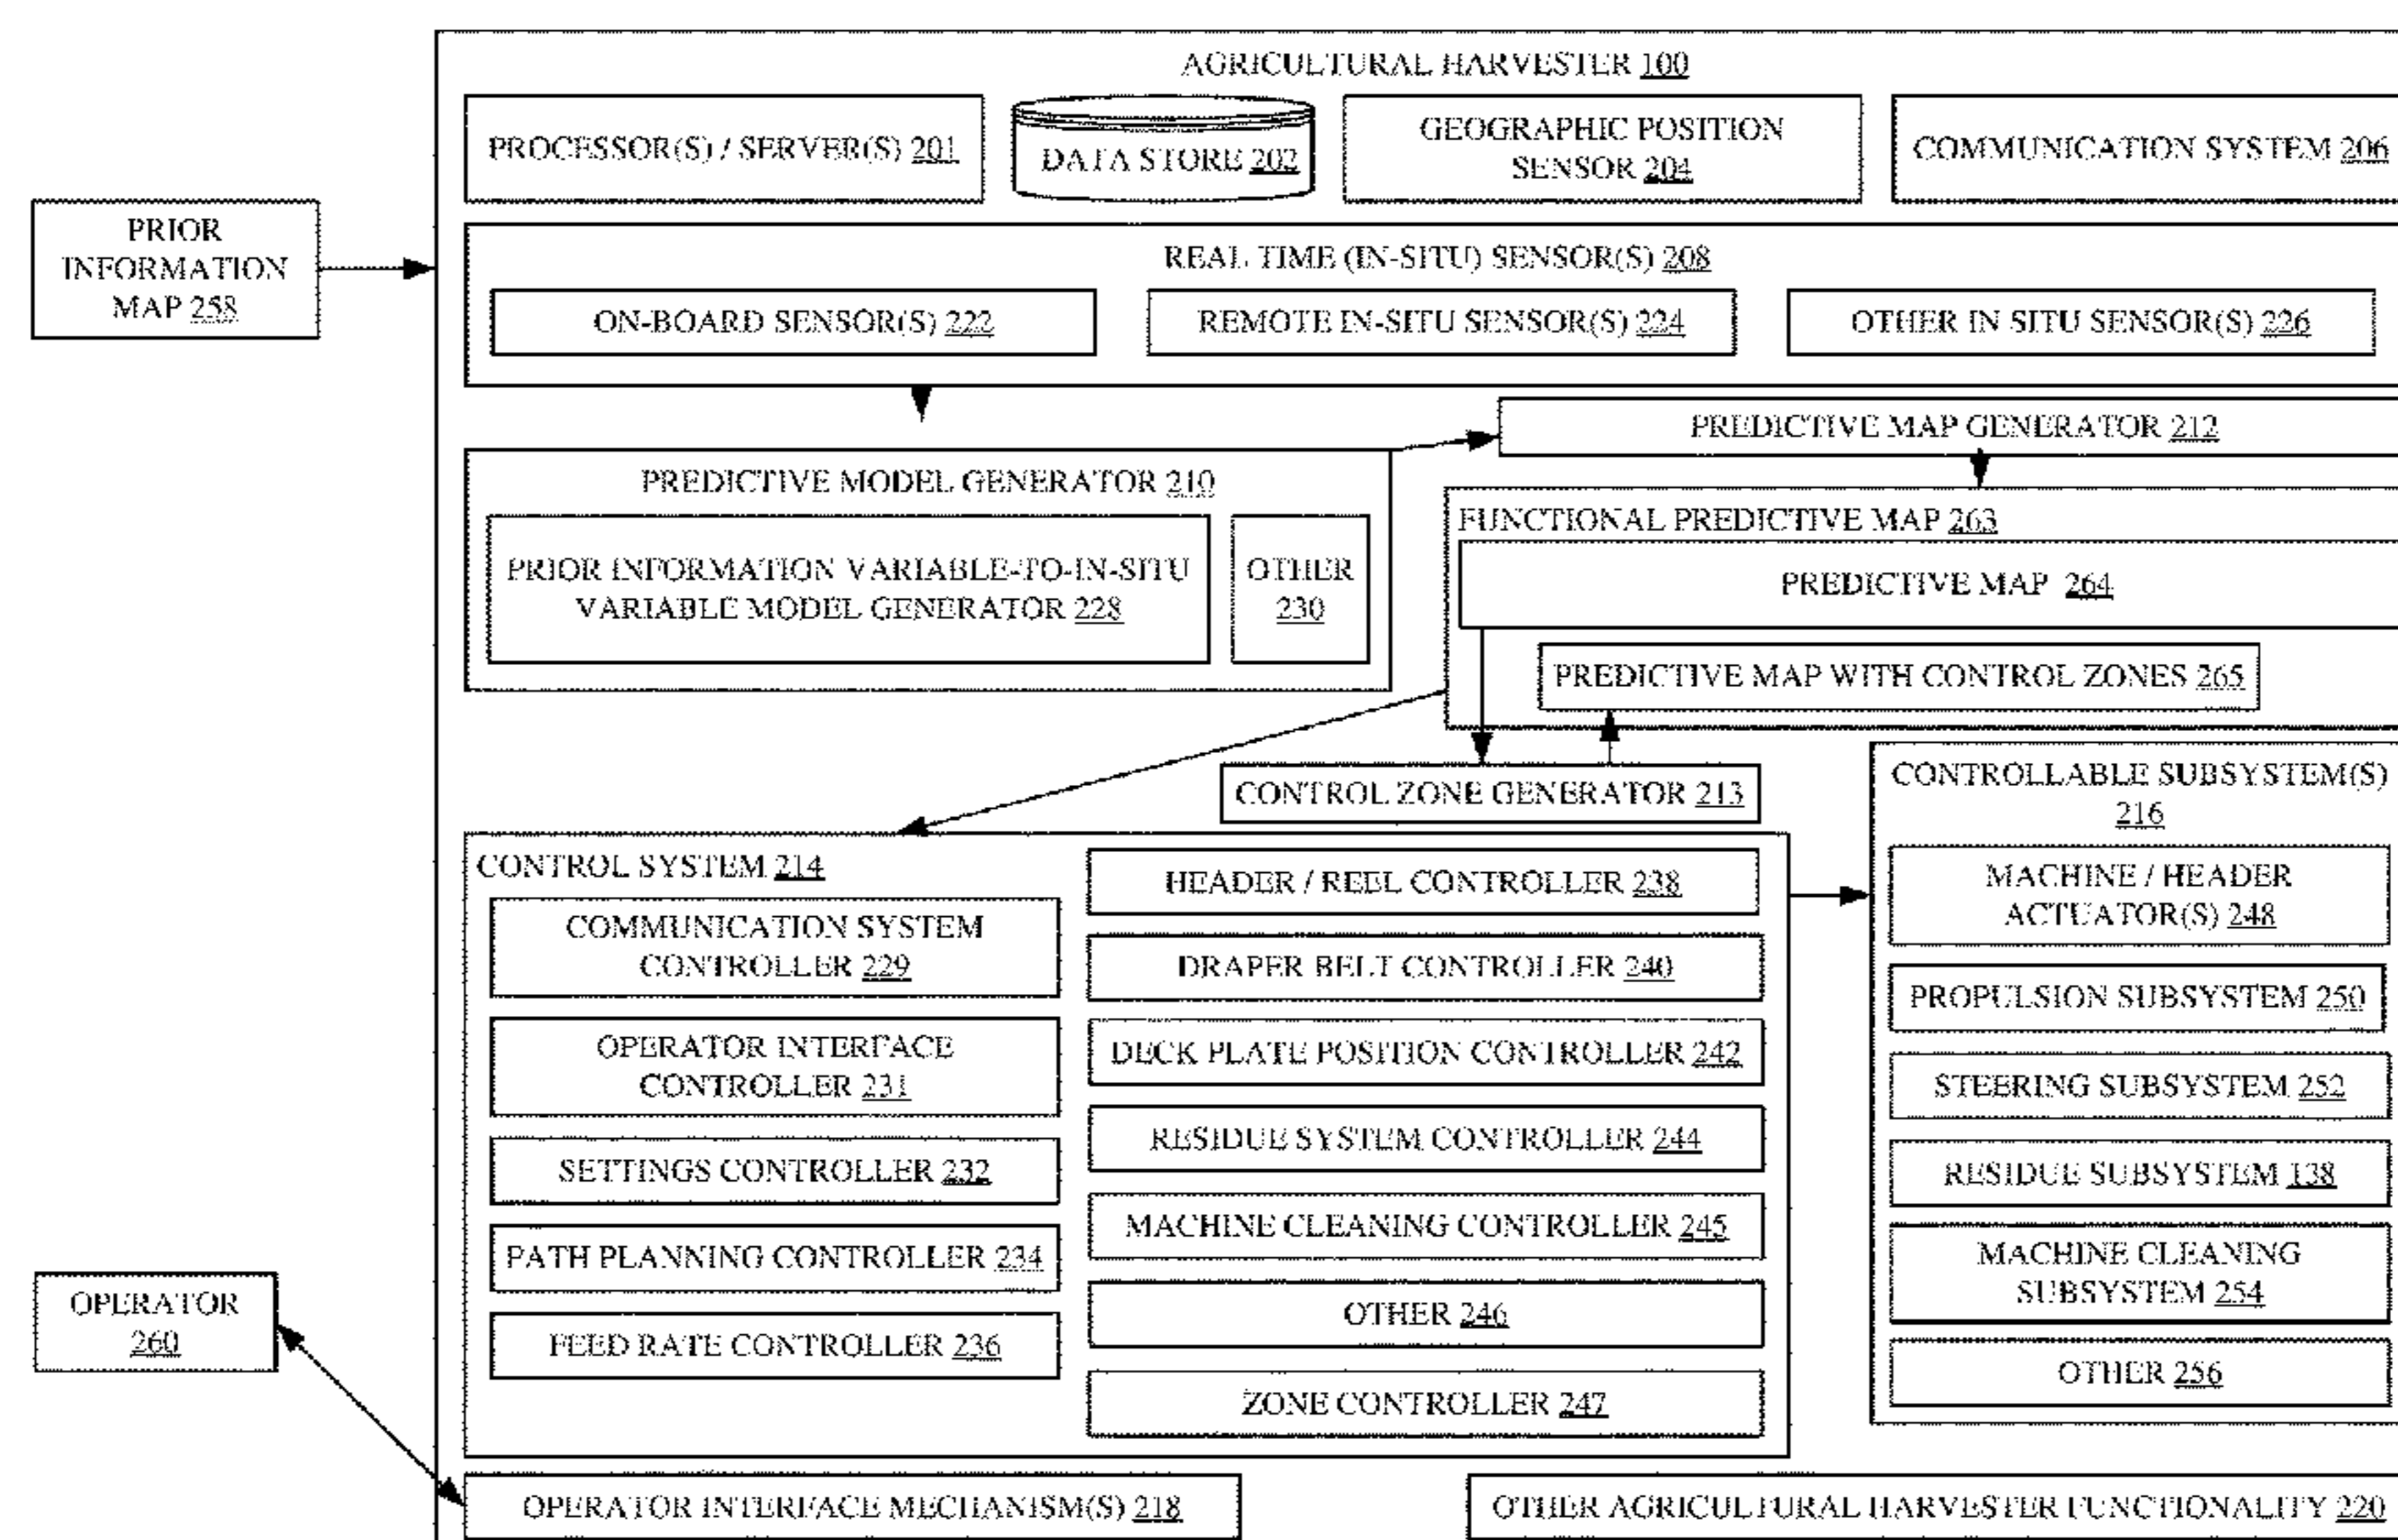 AGRICULTURAL HARVESTER 100
PROCESSOR(S) / SERVER(S) 201
DATA STORE 202
GEOGRAPHIC POSITION
SENSOR 204
COMMUNICATION SYSTEM 206
PRIOR
INFORMATION
MAP 258
REAL TIME (IN-SITU) SENSOR(S) 208
ON-BOARD SENSOR(S) 222
REMOTE IN-SITU SENSOR(S) 224
OTHER IN SITU SENSOR(S) 226
PREDICTIVE MAP GENERATOR 212
PREDICTIVE MODEL GENERATOR 210
PRIOR INFORMATION VARIABLE-TO-IN-SITU
VARIABLE MODEL GENERATOR 228
OTHER
230
FUNCTIONAL PREDICTIVE MAP 263
PREDICTIVE MAP 264
PREDICTIVE MAP WITH CONTROL ZONES 265
CONTROL ZONE GENERATOR 213
CONTROL SYSTEM 214
COMMUNICATION SYSTEM
CONTROLLER 229
OPERATOR INTERFACE
CONTROLLER 231
SETTINGS CONTROLLER 232
PATH PLANNING CONTROLLER 234
FEED RATE CONTROLLER 236
HEADER / REEL CONTROLLER 238
DRAPER BELT CONTROLLER 240
DECK PLATE POSITION CONTROLLER 242
RESIDUE SYSTEM CONTROLLER 244
MACHINE CLEANING CONTROLLER 245
OTHER 246
ZONE CONTROLLER 247
CONTROLLABLE SUBSYSTEM(S)
216
MACHINE / HEADER
ACTUATOR(S) 248
PROPULSION SUBSYSTEM 250
STEERING SUBSYSTEM 252
RESIDUE SUBSYSTEM 138
MACHINE CLEANING
SUBSYSTEM 254
OTHER 256
OPERATOR
260
OPERATOR INTERFACE MECHANISM(S) 218
OTHER AGRICULTURAL HARVESTER FUNCTIONALITY 220